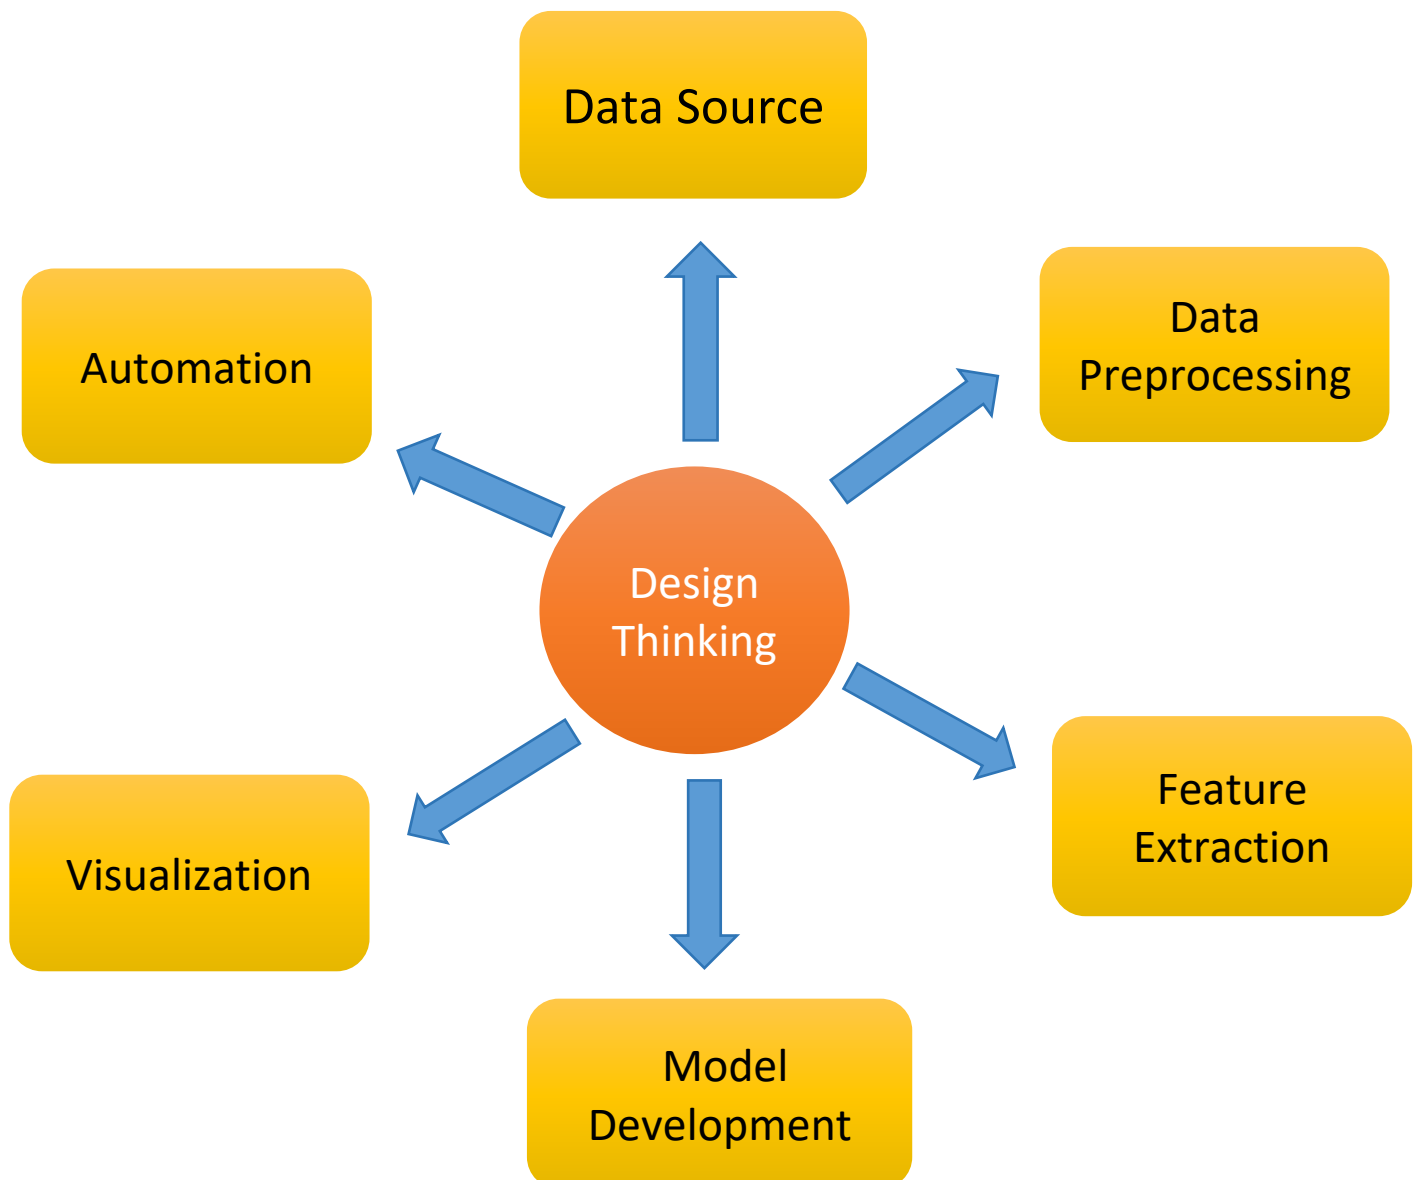 Data Source
Data
Preprocessing
Automation
Design
Thinking
Feature
Extraction
Visualization
Model
Development